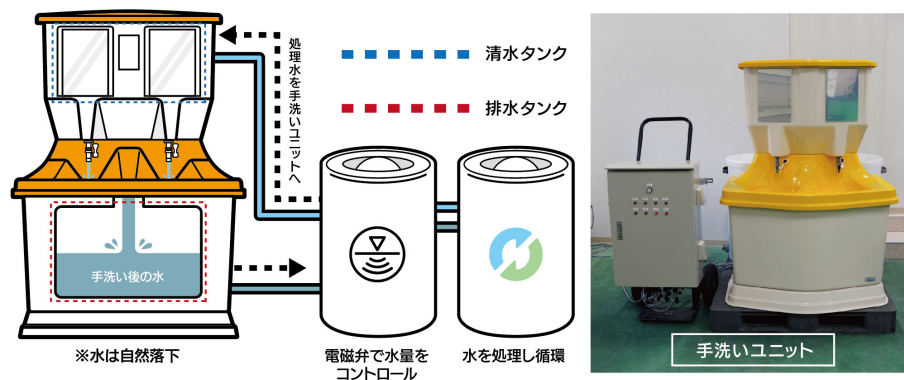 処理水を手洗いユニットへ
清水タンク
排水タンク
手洗い後の水
※水は自然落下
電磁弁で水量を
コントロール
水を処理し循環
手洗いユニット